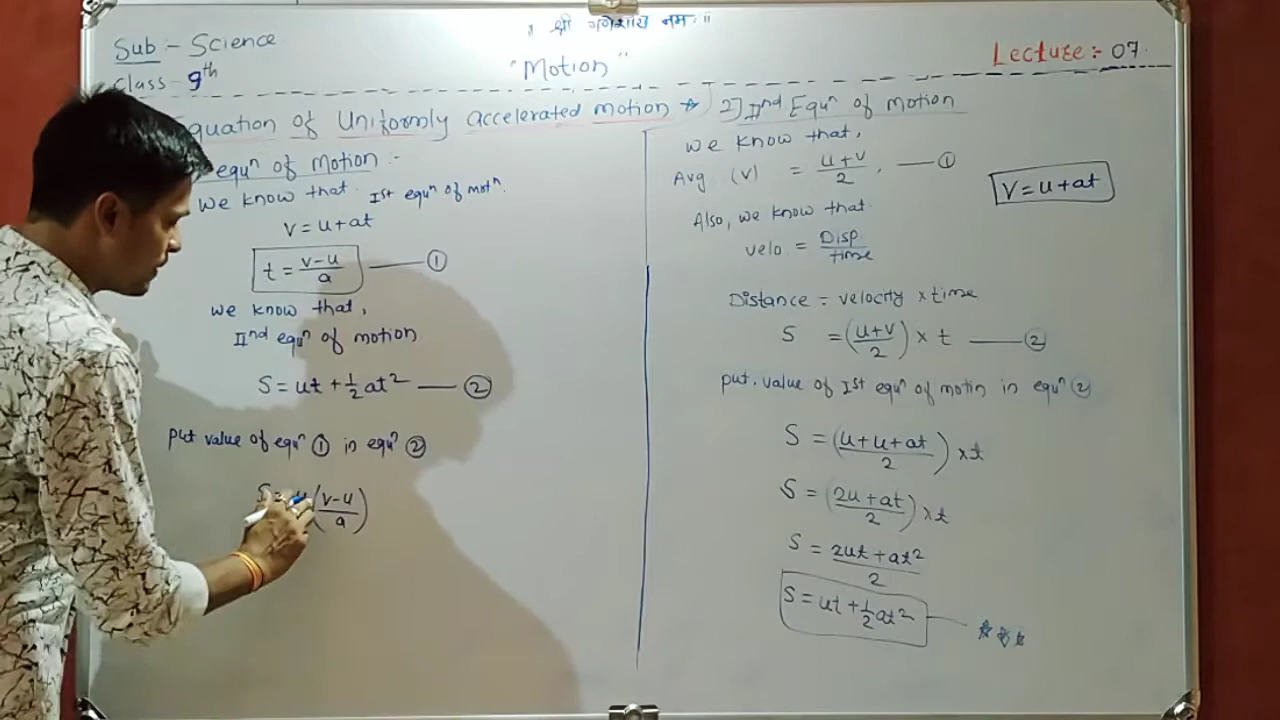 ॥ श्री गणेशाय नमः ॥
Sub - Science
Class - 9th
"Motion"
Lecture :- 07.
Equation of Uniformly accelerated motion ☆
equⁿ of Motion :-
We know that Ist equⁿ of motⁿ.
v = u + at
t = (v-u)/a —— ①
we know that,
IInd equⁿ of motion
S = ut + 1/2 at² —— ②
Put value of equⁿ ① in equⁿ ②
S = u((v-u)/a)
2] IInd Equⁿ of motion
we know that,
Avg (v) = (u+v)/2, —— ①
V = u + at
Also, we know that
velo = Disp/time
Distance = velocity × time
S = ((u+v)/2) × t —— ②
put. value of Ist equⁿ of motin in equⁿ ②
S = ((u+u+at)/2) × t
S = ((2u+at)/2) × t
S = (2ut+at²)/2
S = ut + 1/2 at² —— ☆☆☆